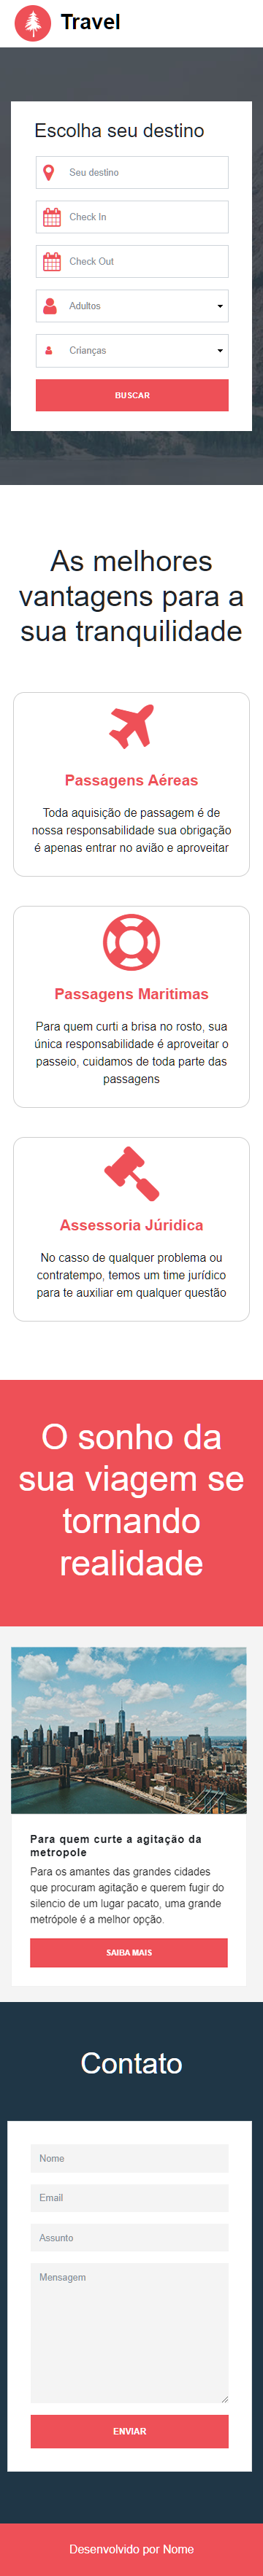 Travel
Escolha seu destino
Seu destino
Check In
Check Out
Adultos
Crianças
BUSCAR
As melhores
vantagens para a
sua tranquilidade
Passagens Aéreas
Toda aquisição de passagem é de
nossa responsabilidade sua obrigação
é apenas entrar no avião e aproveitar
Passagens Maritimas
Para quem curti a brisa no rosto, sua
única responsabilidade é aproveitar o
passeio, cuidamos de toda parte das
passagens
Assessoria Júridica
No casso de qualquer problema ou
contratempo, temos um time jurídico
para te auxiliar em qualquer questão
O sonho da
sua viagem se
tornando
realidade
Para quem curte a agitação da
metropole
Para os amantes das grandes cidades
que procuram agitação e querem fugir do
silencio de um lugar pacato, uma grande
metrópole é a melhor opção.
SAIBA MAIS
Contato
Nome
Email
Assunto
Mensagem
ENVIAR
Desenvolvido por Nome